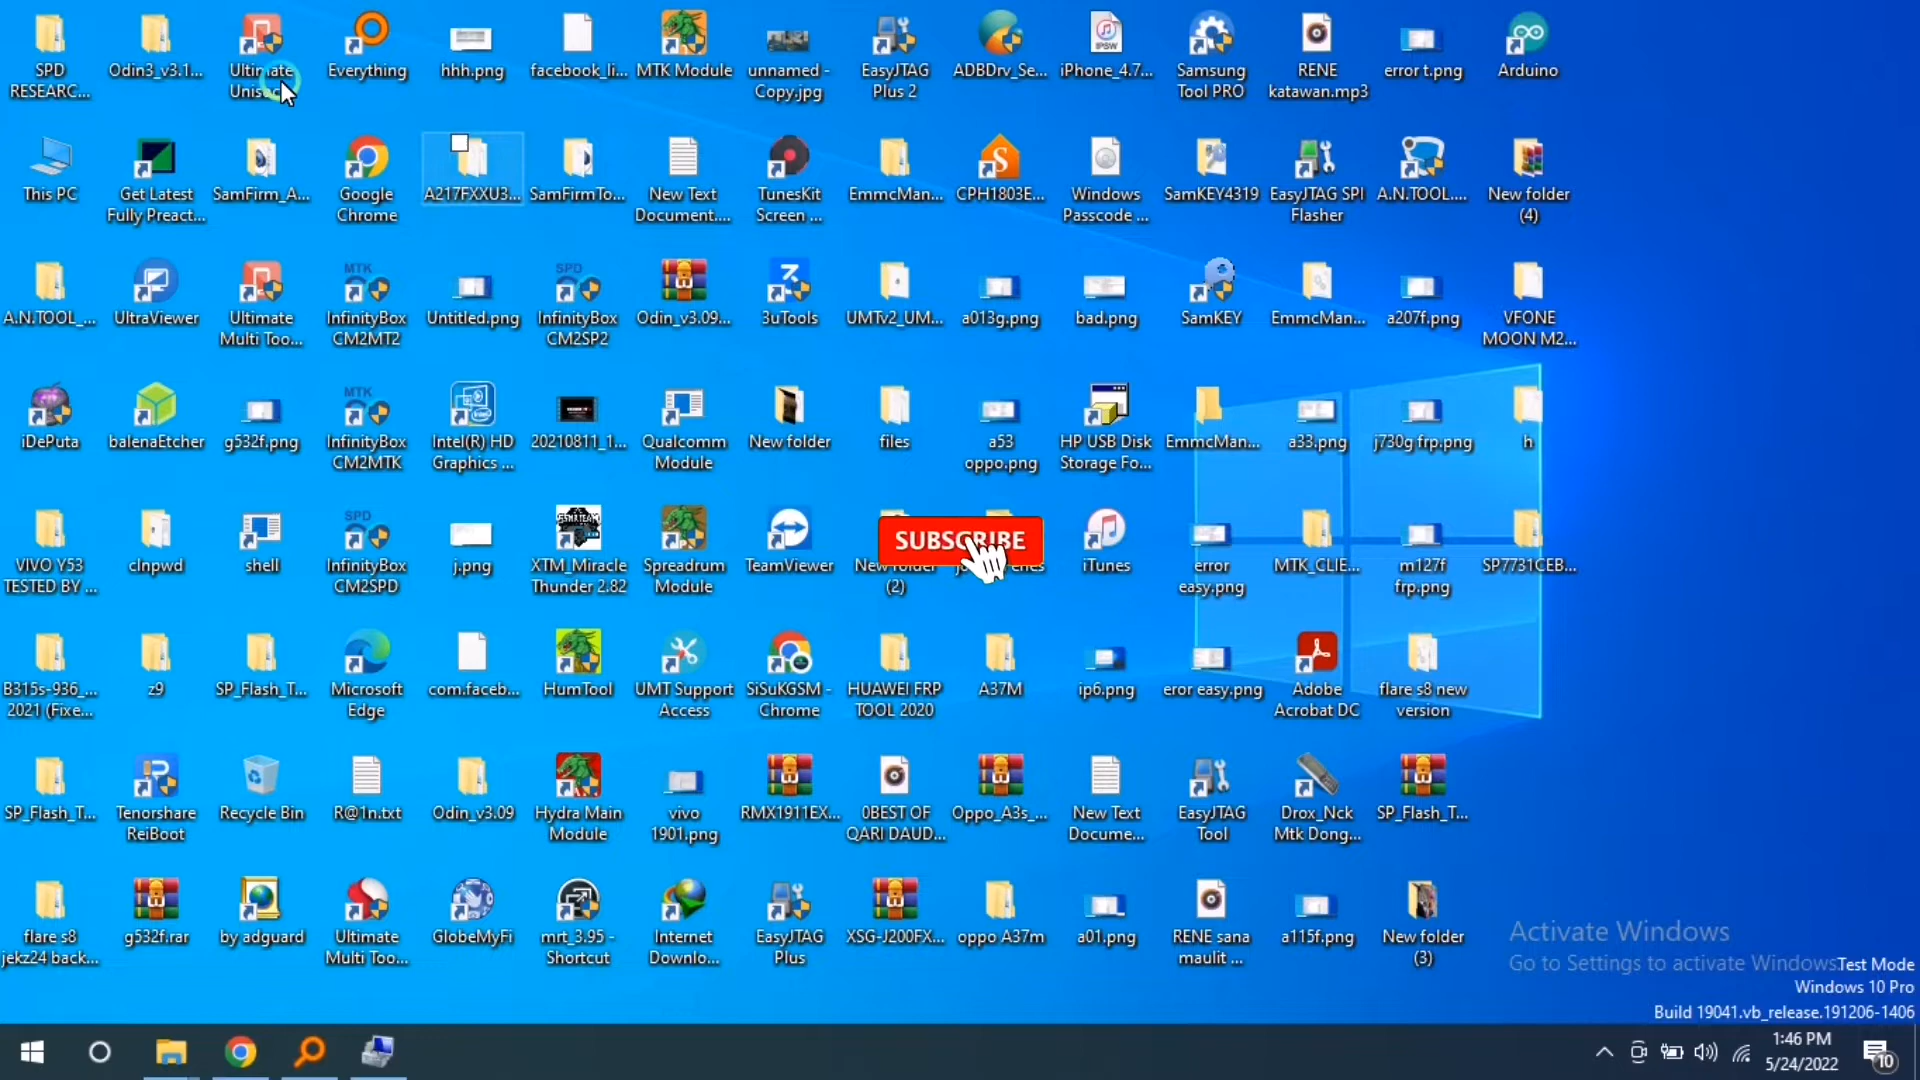 SPD
RESEARC...
Odin3_v3.1...
Ultimate
Everything
hhh.png
facebook_li...
MTK Module
unnamed -
Copy.jpg
EasyJTAG
Plus 2
ADBDrv_Se...
iPhone_4.7...
IPSW
Samsung
Tool PRO
RENE
katawan.mp3
error t.png
Arduino
This PC
Get Latest
Fully Preact...
SamFirm_A...
Google
Chrome
A217FXXU3...
SamFirmTo...
New Text
Document....
TunesKit
Screen ...
EmmcMan...
CPH1803E...
Windows
Passcode ...
SamKEY4319
EasyJTAG SPI
Flasher
A.N.TOOL....
New folder
(4)
A.N.TOOL_...
UltraViewer
Ultimate
Multi Too...
MTK
InfinityBox
CM2MT2
Untitled.png
SPD
InfinityBox
CM2SP2
Odin_v3.09...
3uTools
UMTv2_UM...
a013g.png
bad.png
SamKEY
EmmcMan...
a207f.png
VFONE
MOON M2...
iDePuta
balenaEtcher
g532f.png
MTK
InfinityBox
CM2MTK
Intel(R) HD
Graphics ...
20210811_1...
Qualcomm
Module
New folder
files
a53
oppo.png
HP USB Disk
Storage Fo...
EmmcMan...
a33.png
j730g frp.png
h
VIVO Y53
TESTED BY ...
clnpwd
shell
SPD
InfinityBox
CM2SPD
j.png
XTM_Miracle
Thunder 2.82
Spreadrum
Module
TeamViewer
New folder
(2)
SUBSCRIBE
iTunes
error
easy.png
MTK_CLIE...
m127f
frp.png
SP7731CEB...
B315s-936_...
2021 (Fixe...
z9
SP_Flash_T...
Microsoft
Edge
com.faceb...
HumTool
UMT Support
Access
SiSuKGSM -
Chrome
HUAWEI FRP
TOOL 2020
A37M
ip6.png
eror easy.png
Adobe
Acrobat DC
flare s8 new
version
SP_Flash_T...
Tenorshare
ReiBoot
Recycle Bin
R@1n.txt
Odin_v3.09
Hydra Main
Module
vivo
1901.png
RMX1911EX...
0BEST OF
QARI DAUD...
Oppo_A3s_...
New Text
Docume...
EasyJTAG
Tool
Drox_Nck
Mtk Dong...
SP_Flash_T...
flare s8
jekz24 back...
g532f.rar
by adguard
Ultimate
Multi Too...
GlobeMyFi
mrt_3.95 -
Shortcut
Internet
Downlo...
EasyJTAG
Plus
XSG-J200FX...
oppo A37m
a01.png
RENE sana
maulit ...
a115f.png
New folder
(3)
Activate Windows
Go to Settings to activate Windows.
Test Mode
Windows 10 Pro
Build 19041.vb_release.191206-1406
1:46 PM
5/24/2022
10